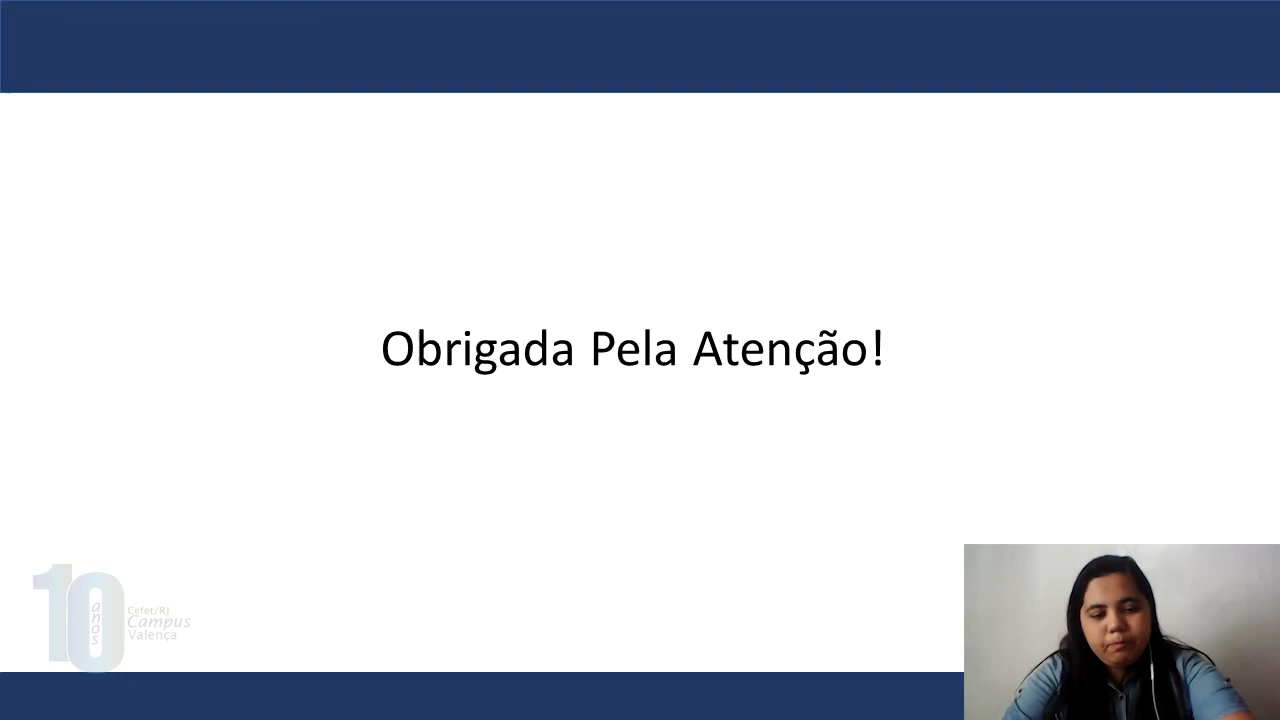 Obrigada Pela Atenção!
10
anos
Cefet/RJ
Campus
Valença